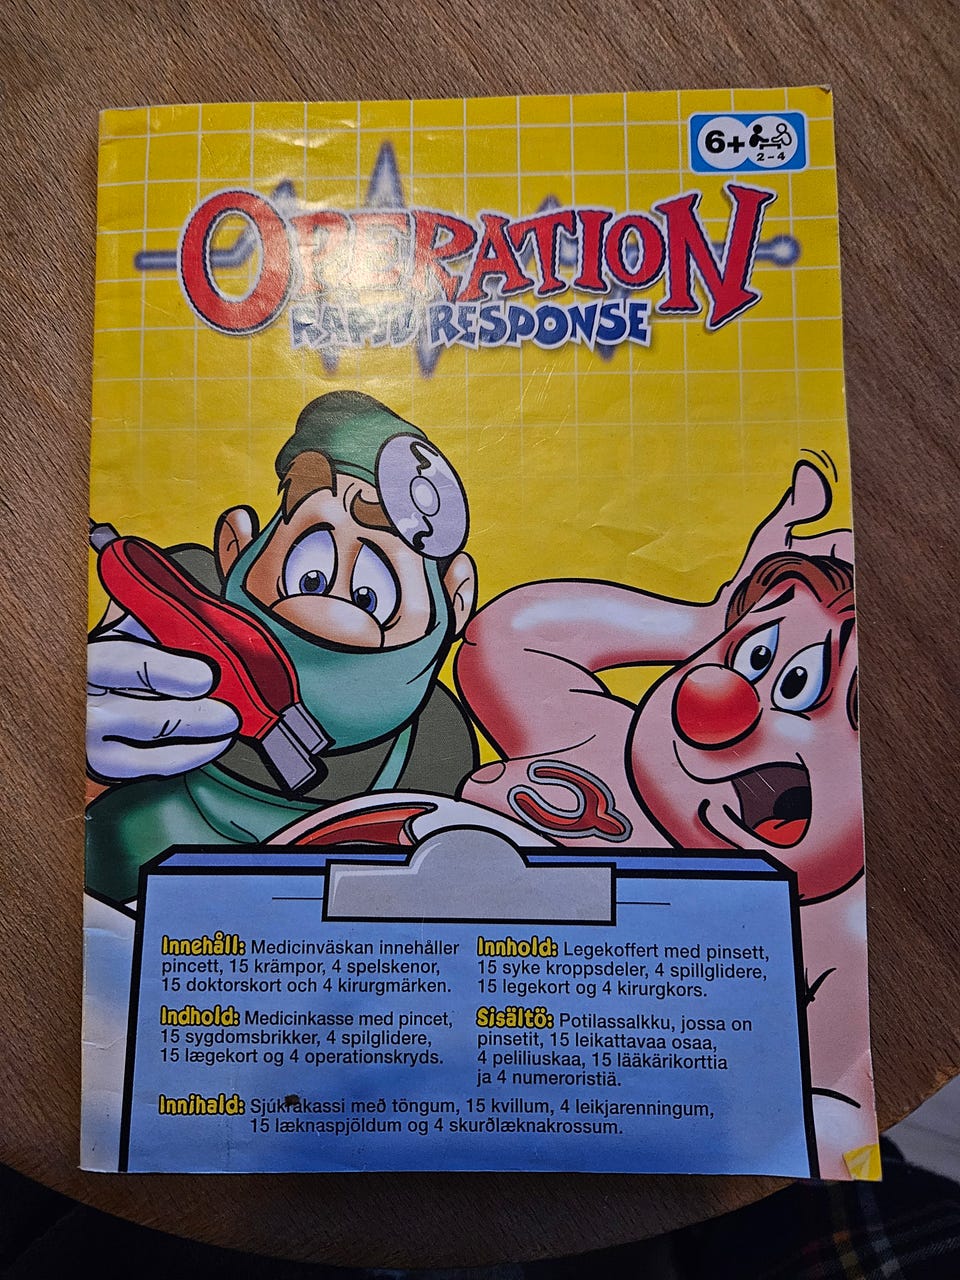 6+
2-4
OPERATION
RAPID RESPONSE
Innehåll: Medicinväskan innehåller
pincett, 15 krämpor, 4 spelskenor,
15 doktorskort och 4 kirurgmärken.
Indhold: Medicinkasse med pincet,
15 sygdomsbrikker, 4 spilglidere,
15 lægekort og 4 operationskryds.
Innhold: Legekoffert med pinsett,
15 syke kroppsdeler, 4 spillglidere,
15 legekort og 4 kirurgkors.
Sisältö: Potilassalkku, jossa on
pinsetit, 15 leikattavaa osaa,
4 peliliuskaa, 15 lääkärikorttia
ja 4 numeroristiä.
Innihald: Sjúkrakassi með töngum, 15 kvillum, 4 leikjarenningum,
15 læknaspjöldum og 4 skurðlæknakrossum.